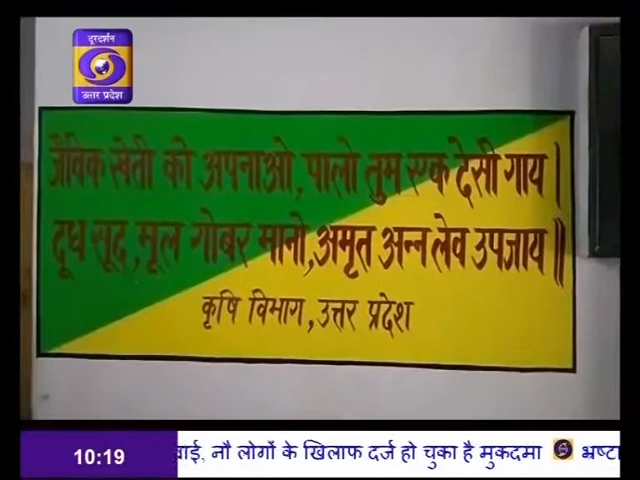 दूरदर्शन
उत्तर प्रदेश
जैविक खेती को अपनाओ, पालो तुम एक देसी गाय।
दूध सूद, मूल गोबर मानो, अमृत अन्न लेव उपजाय॥
कृषि विभाग, उत्तर प्रदेश
10:19
नौ लोगों के खिलाफ दर्ज हो चुका है मुकदमा